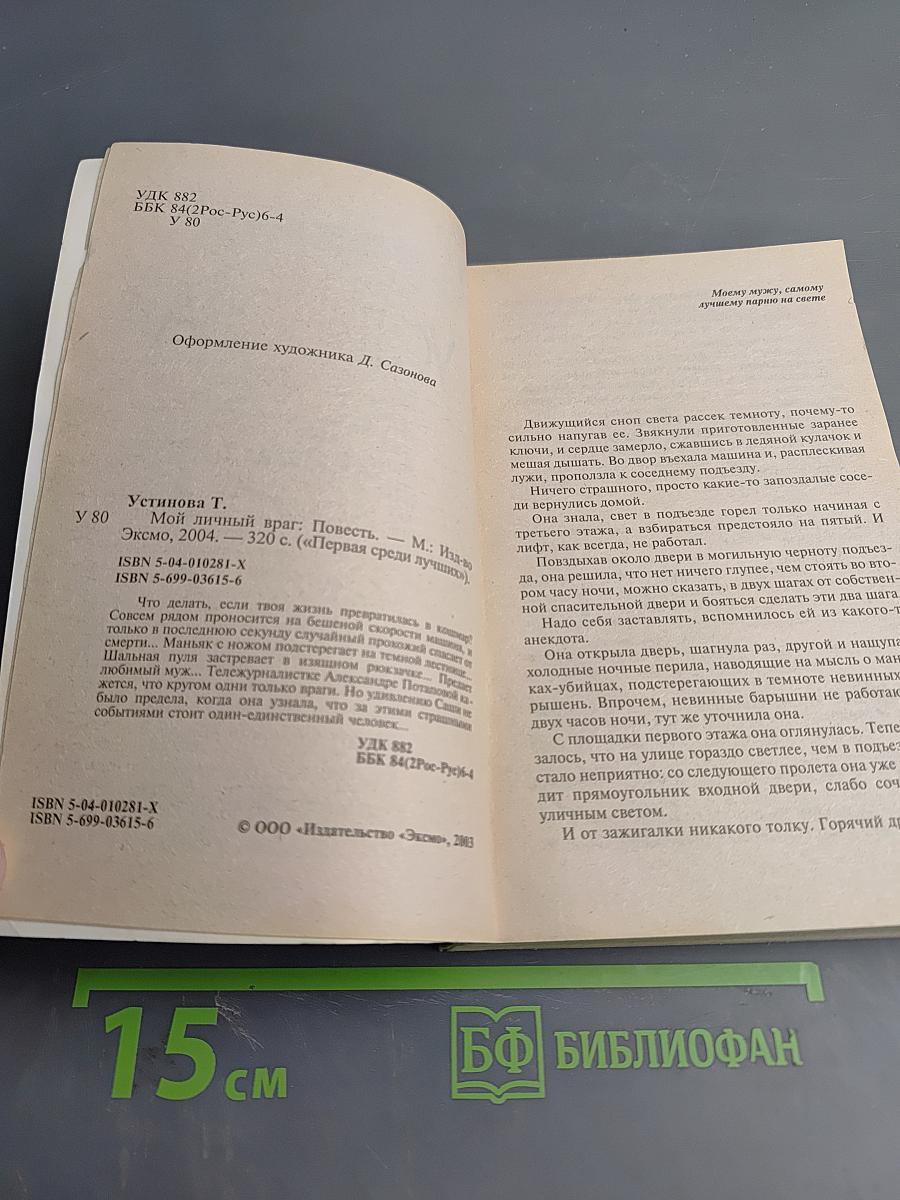 УДК 882
ББК 84(2Рос-Рус)6-4
У 80
Оформление художника Д. Сазонова
Устинова Т.
У 80 Мой личный враг: Повесть. — М.: Изд-во
Эксмо, 2004. — 320 с. («Первая среди лучших»).
ISBN 5-04-010281-X
ISBN 5-699-03615-6
Что делать, если твоя жизнь превратилась в кошмар?
Совсем рядом проносится на бешеной скорости машина, и
только в последнюю секунду случайный прохожий спасает от
смерти... Маньяк с ножом подстерегает на темной лестнице...
Шальная пуля застревает в изящном рюкзачке... Предает
любимый муж... Тележурналистке Александре Потаповой ка-
жется, что кругом одни только враги. Но удивлению Саши не
было предела, когда она узнала, что за этими страшными
событиями стоит один-единственный человек...
УДК 882
ББК 84(2Рос-Рус)6-4
ISBN 5-04-010281-X
ISBN 5-699-03615-6
© ООО «Издательство «Эксмо», 2003
Моему мужу, самому
лучшему парню на свете
Движущийся сноп света рассек темноту, почему-то
сильно напугав ее. Звякнули приготовленные заранее
ключи, и сердце замерло, сжавшись в ледяной кулачок и
мешая дышать. Во двор въехала машина и, расплескивая
лужи, проползла к соседнему подъезду.
Ничего страшного, просто какие-то запоздалые сосе-
ди вернулись домой.
Она знала, свет в подъезде горел только начиная с
третьего этажа, а взбираться предстояло на пятый. И
лифт, как всегда, не работал.
Повздыхав около двери в могильную черноту подъез-
да, она решила, что нет ничего глупее, чем стоять во вто-
ром часу ночи, можно сказать, в двух шагах от собствен-
ной спасительной двери и бояться сделать эти два шага.
Надо себя заставлять, вспомнилось ей из какого-т
анекдота.
Она открыла дверь, шагнула раз, другой и нащупа
холодные ночные перила, наводящие на мысль о ман
ках-убийцах, подстерегающих в темноте невинных
рышень. Впрочем, невинные барышни не работаю
двух часов ночи, тут же уточнила она.
С площадки первого этажа она оглянулась. Тепе
залось, что на улице гораздо светлее, чем в подъез
стало неприятно: со следующего пролета она уже
дит прямоугольник входной двери, слабо соч
уличным светом.
И от зажигалки никакого толку. Горячий др
15 см
БФ БИБЛИОФАН